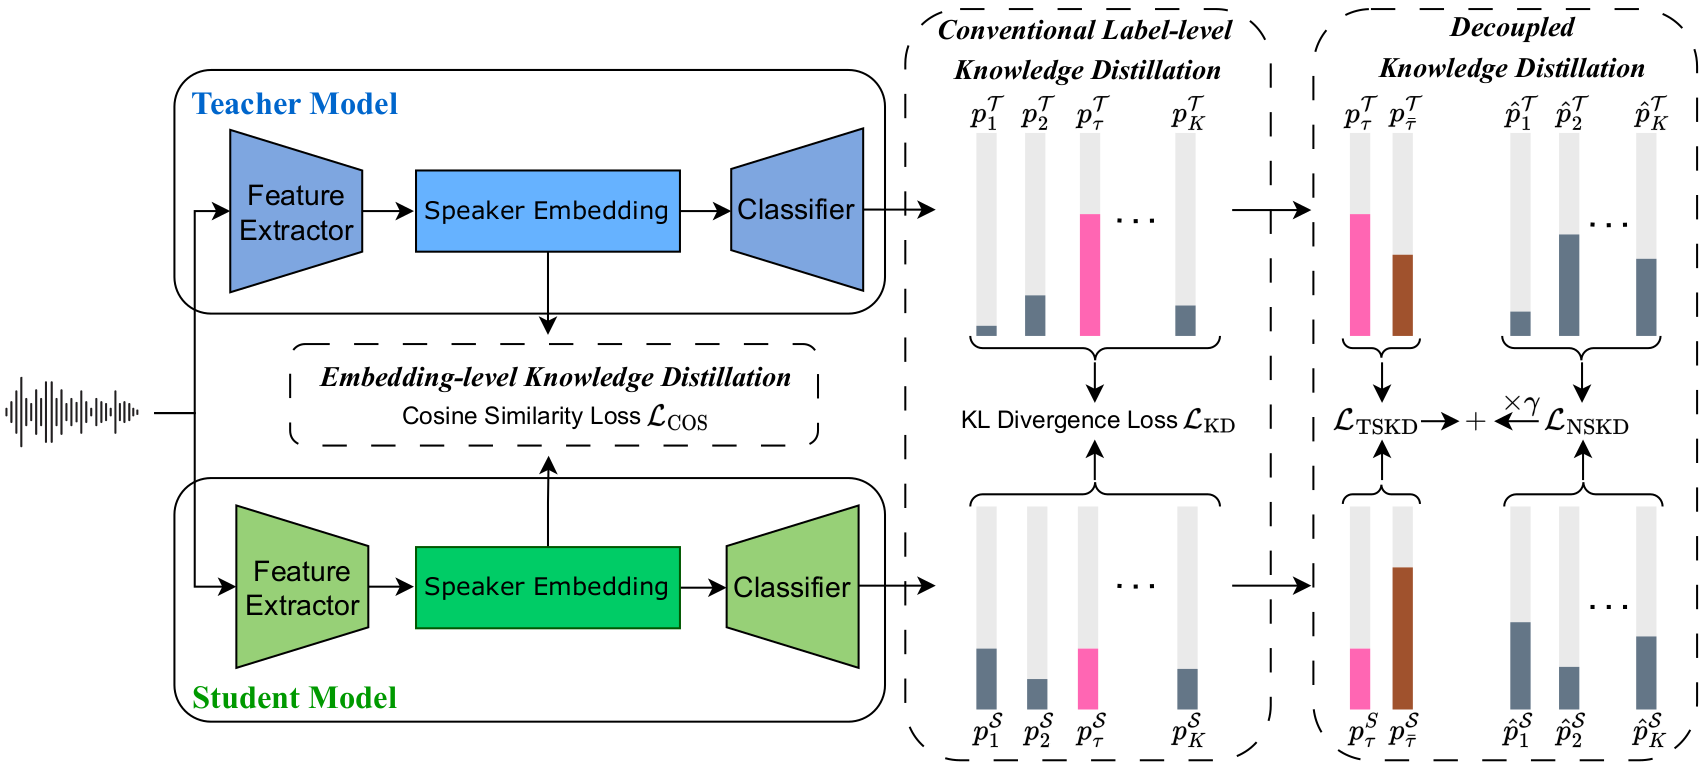 Teacher Model
Feature
Extractor
Speaker Embedding
Classifier
Embedding-level Knowledge Distillation
Cosine Similarity Loss ℒ_COS
Feature
Extractor
Speaker Embedding
Classifier
Student Model
Conventional Label-level
Knowledge Distillation
p_1^𝒯 p_2^𝒯 p_τ^𝒯 p_K^𝒯
...
KL Divergence Loss ℒ_KD
...
p_1^𝒮 p_2^𝒮 p_τ^𝒮 p_K^𝒮
Decoupled
Knowledge Distillation
p_τ^𝒯 p_τ̄^𝒯 p̂_1^𝒯 p̂_2^𝒯 p̂_K^𝒯
...
ℒ_TSKD + ×γ ℒ_NSKD
...
p_τ^𝒮 p_τ̄^𝒮 p̂_1^𝒮 p̂_2^𝒮 p̂_K^𝒮